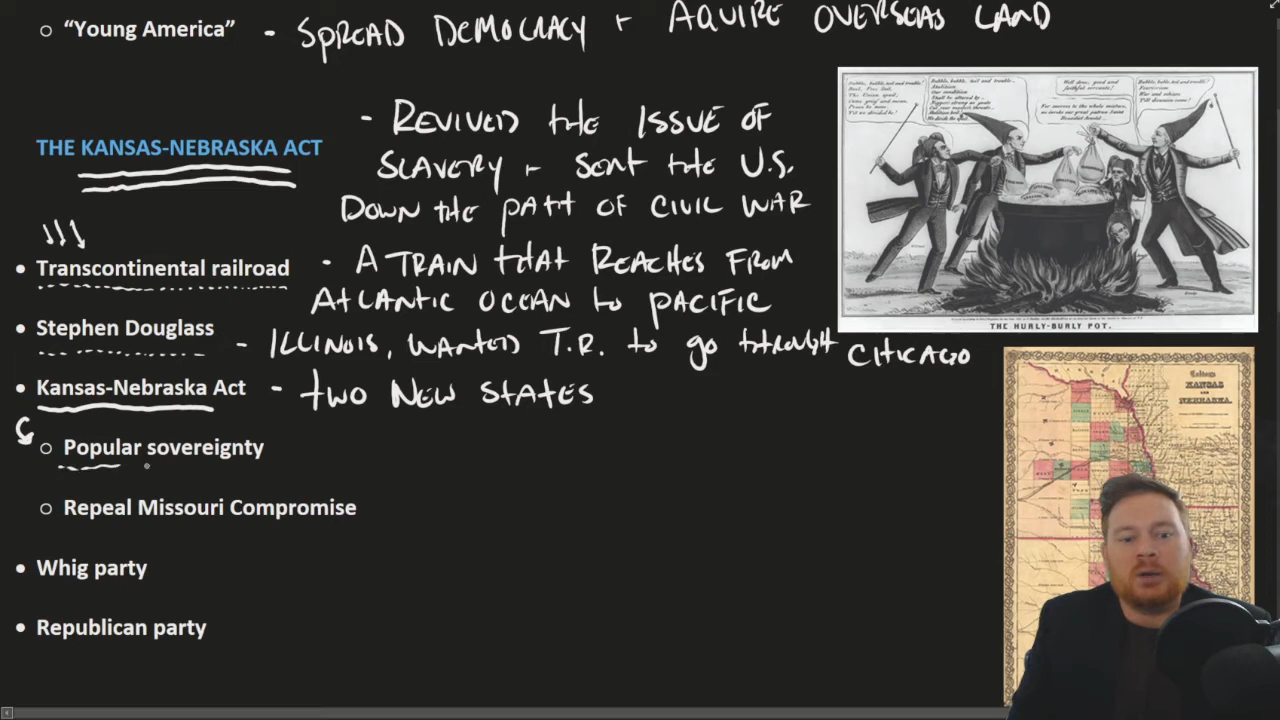 ○ “Young America” - SPREAD DEMOCRACY + AQUIRE OVERSEAS LAND
THE KANSAS-NEBRASKA ACT - REVIVED the ISSUE OF
SLAVERY + SENT the U.S.
DOWN the PATH OF CIVIL WAR
• Transcontinental railroad - A TRAIN that REACHES FROM
ATLANTIC OCEAN to PACIFIC
• Stephen Douglass - ILLINOIS, WANTED T.R. to go through CHICAGO
• Kansas-Nebraska Act - two NEW STATES
○ Popular sovereignty
○ Repeal Missouri Compromise
• Whig party
• Republican party
THE HURLY-BURLY POT.
KANSAS
AND
NEBRASKA.